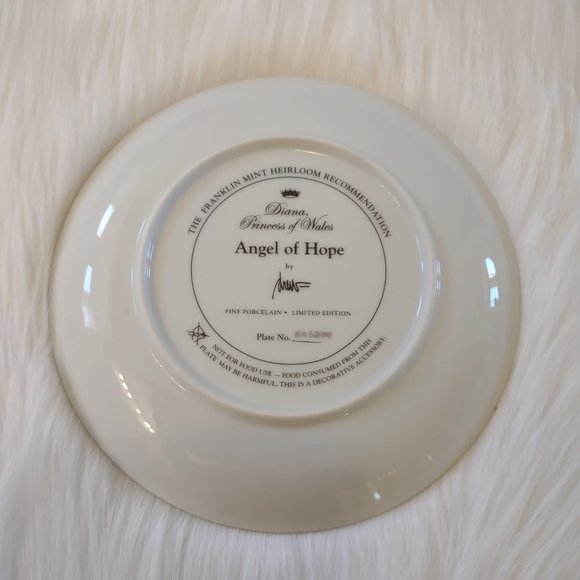 THE FRANKLIN MINT HEIRLOOM RECOMMENDATION
Diana,
Princess of Wales
Angel of Hope
by
FINE PORCELAIN • LIMITED EDITION
Plate No.
NOT FOR FOOD USE — FOOD CONSUMED FROM THIS
PLATE MAY BE HARMFUL. THIS IS A DECORATIVE ACCESSORY.